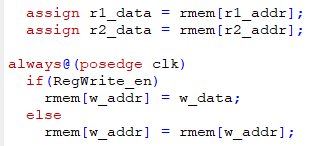 assign r1_data = rmem[r1_addr];
assign r2_data = rmem[r2_addr];
always@(posedge clk)
if(RegWrite_en)
rmem[w_addr] = w_data;
else
rmem[w_addr] = rmem[w_addr];